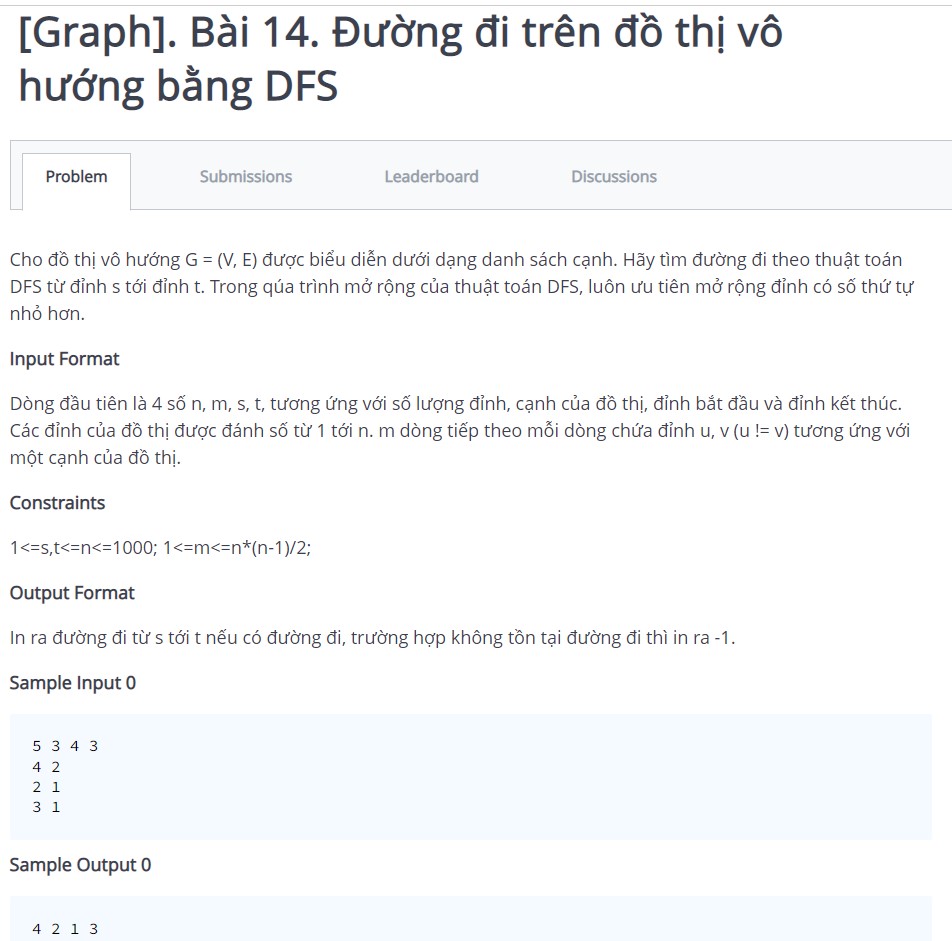 [Graph]. Bài 14. Đường đi trên đồ thị vô
hướng bằng DFS
Problem
Submissions
Leaderboard
Discussions
Cho đồ thị vô hướng G = (V, E) được biểu diễn dưới dạng danh sách cạnh. Hãy tìm đường đi theo thuật toán
DFS từ đỉnh s tới đỉnh t. Trong qúa trình mở rộng của thuật toán DFS, luôn ưu tiên mở rộng đỉnh có số thứ tự
nhỏ hơn.
Input Format
Dòng đầu tiên là 4 số n, m, s, t, tương ứng với số lượng đỉnh, cạnh của đồ thị, đỉnh bắt đầu và đỉnh kết thúc.
Các đỉnh của đồ thị được đánh số từ 1 tới n. m dòng tiếp theo mỗi dòng chứa đỉnh u, v (u != v) tương ứng với
một cạnh của đồ thị.
Constraints
1<=s,t<=n<=1000; 1<=m<=n*(n-1)/2;
Output Format
In ra đường đi từ s tới t nếu có đường đi, trường hợp không tồn tại đường đi thì in ra -1.
Sample Input 0
5 3 4 3
4 2
2 1
3 1
Sample Output 0
4 2 1 3